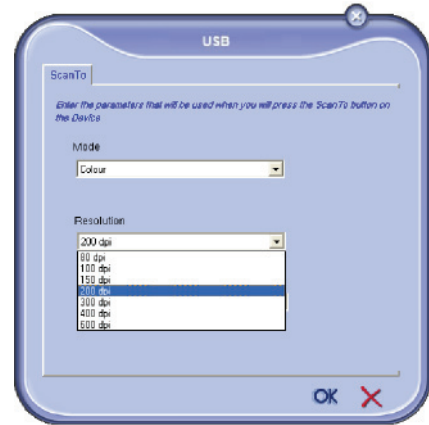 USB
ScanTo
Enter the parameters that will be used when you will press the ScanTo button on
the Device
Mode
Colour
Resolution
200 dpi
80 dpi
100 dpi
150 dpi
200 dpi
300 dpi
400 dpi
600 dpi
OK